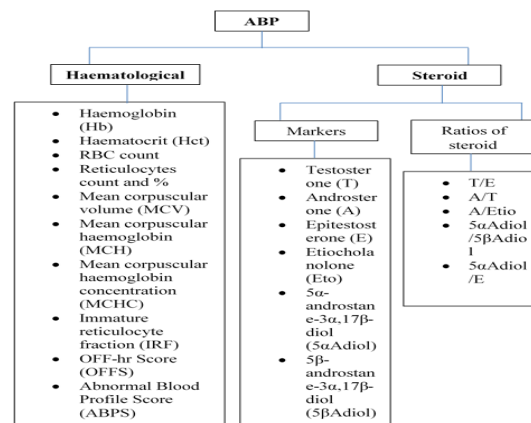 ABP
Haematological
Haemoglobin
(Hb)
Haematocrit (Hct)
RBC count
Reticulocytes
count and %
Mean corpuscular
volume (MCV)
Mean corpuscular
haemoglobin
(MCH)
Mean corpuscular
haemoglobin
concentration
(MCHC)
Immature
reticulocyte
fraction (IRF)
OFF-hr Score
(OFFS)
Abnormal Blood
Profile Score
(ABPS)
Steroid
Markers
Testoster
one (T)
Androster
one (A)
Epitestost
erone (E)
Etiochola
nolone
(Eto)
5α-
androstan
e-3α,17β-
diol
(5αAdiol)
5β-
androstan
e-3α,17β-
diol
(5βAdiol)
Ratios of
steroid
T/E
A/T
A/Etio
5αAdiol
/5βAdio
l
5αAdiol
/E